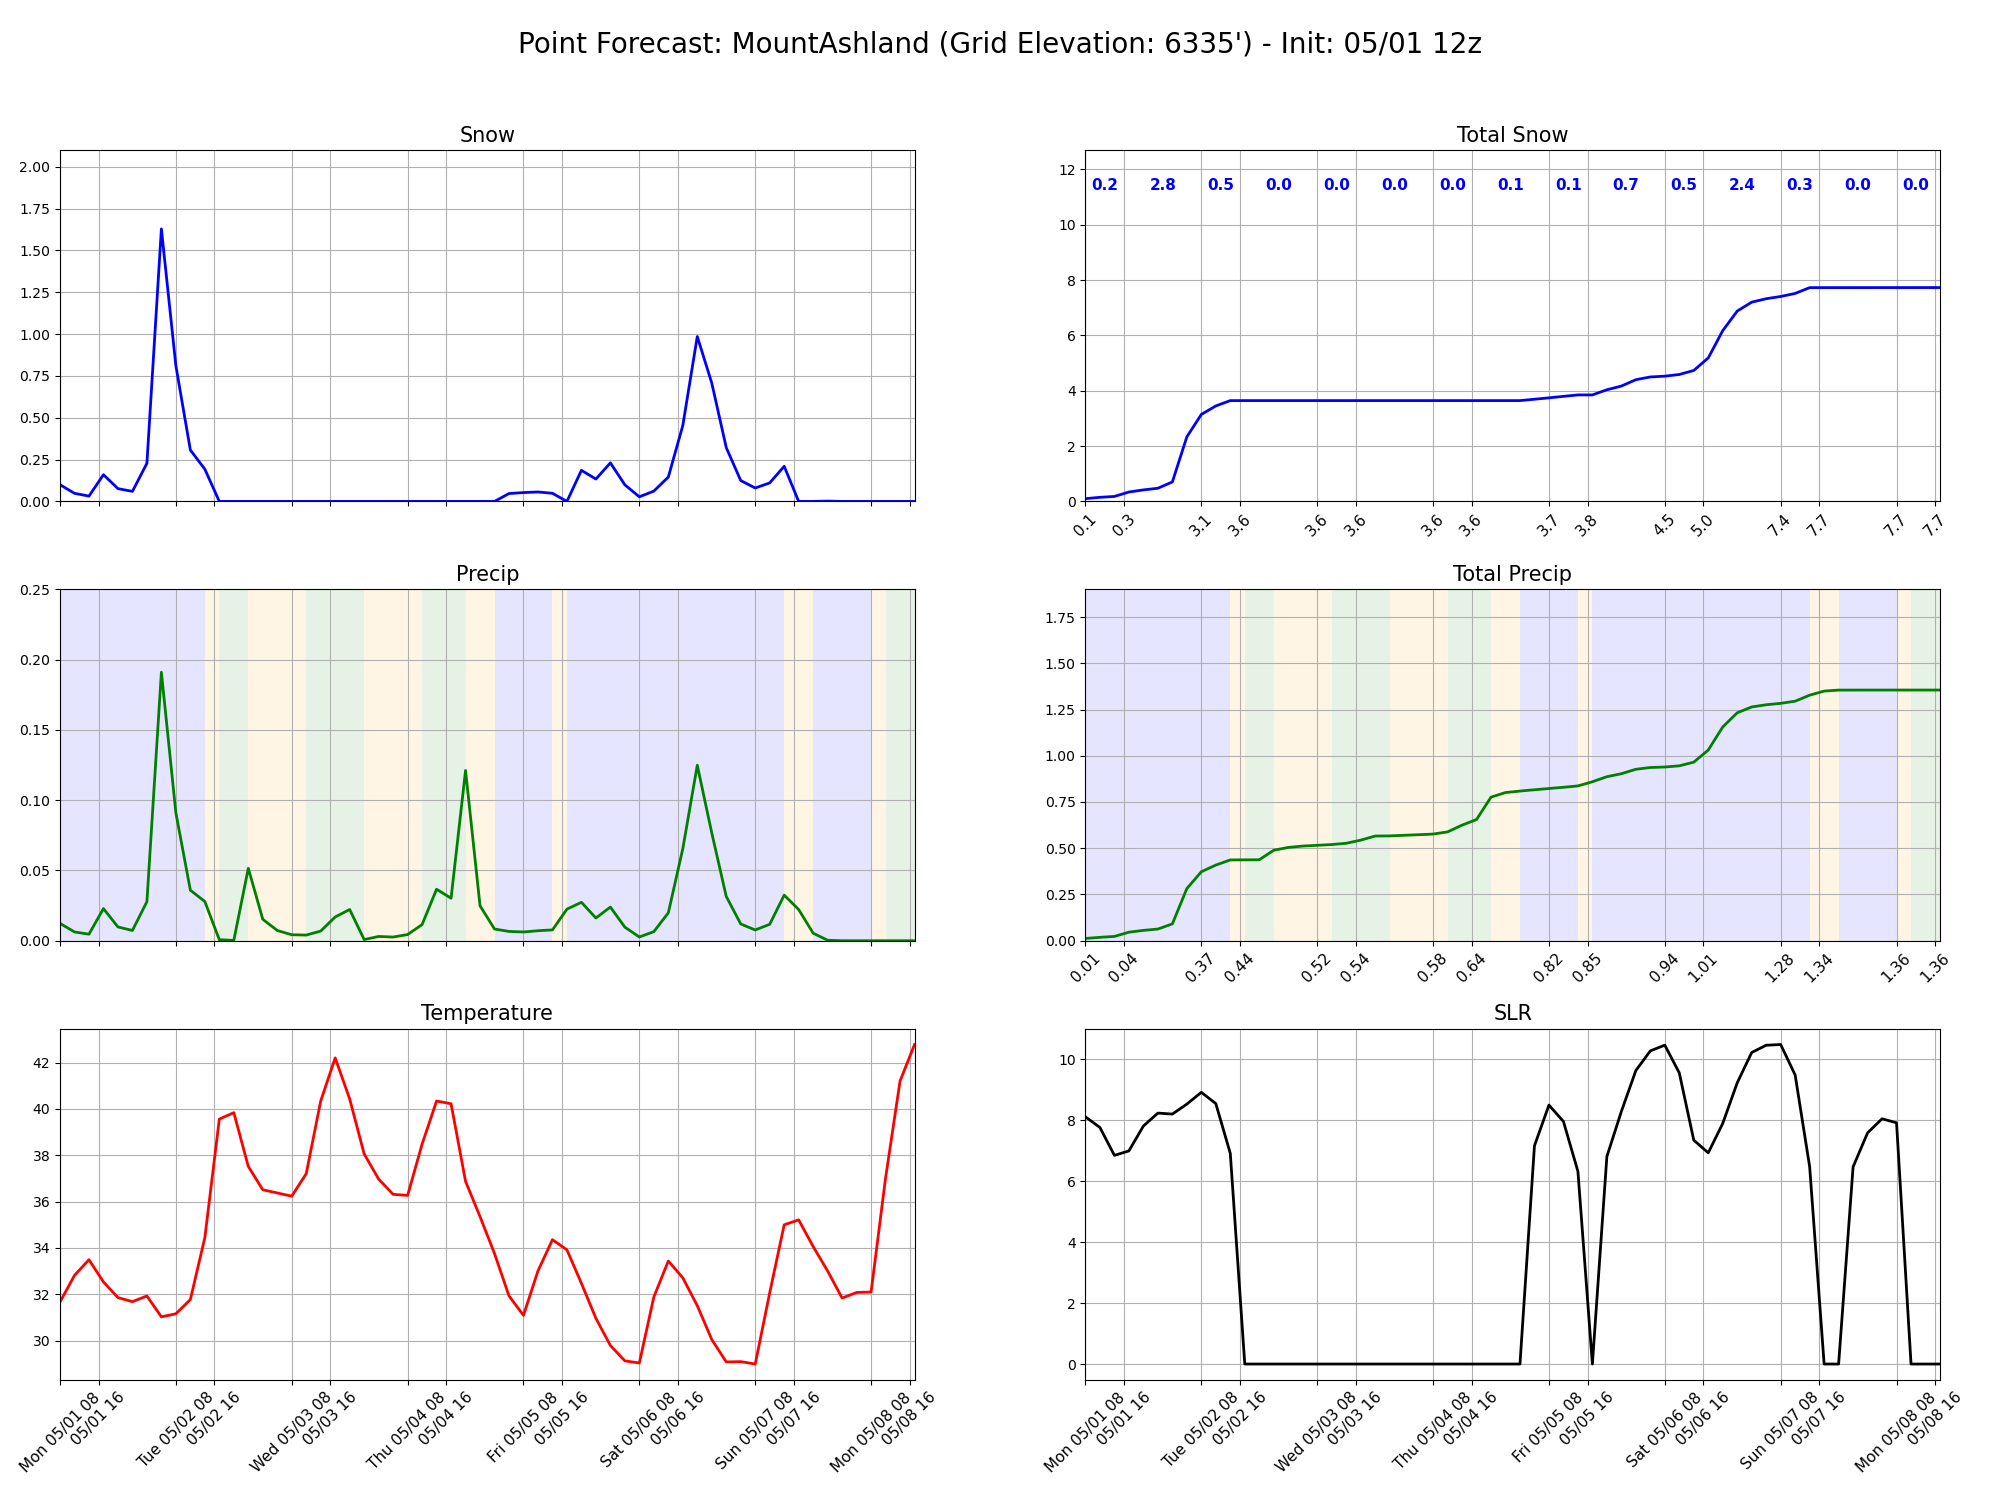 Point Forecast: MountAshland (Grid Elevation: 6335') - Init: 05/01 12z
Snow
2.00
1.75
1.50
1.25
1.00
0.75
0.50
0.25
0.00
Total Snow
12
10
8
6
4
2
0
0.2 2.8 0.5 0.0 0.0 0.0 0.0 0.1 0.1 0.7 0.5 2.4 0.3 0.0 0.0
0.1 0.3 3.1 3.6 3.6 3.6 3.6 3.6 3.7 3.8 4.5 5.0 7.4 7.7 7.7 7.7
Precip
0.25
0.20
0.15
0.10
0.05
0.00
Total Precip
1.75
1.50
1.25
1.00
0.75
0.50
0.25
0.00
0.01 0.04 0.37 0.44 0.52 0.54 0.58 0.64 0.82 0.85 0.94 1.01 1.28 1.34 1.36 1.36
Temperature
42
40
38
36
34
32
30
Mon 05/01 08
05/01 16
Tue 05/02 08
05/02 16
Wed 05/03 08
05/03 16
Thu 05/04 08
05/04 16
Fri 05/05 08
05/05 16
Sat 05/06 08
05/06 16
Sun 05/07 08
05/07 16
Mon 05/08 08
05/08 16
SLR
10
8
6
4
2
0
Mon 05/01 08
05/01 16
Tue 05/02 08
05/02 16
Wed 05/03 08
05/03 16
Thu 05/04 08
05/04 16
Fri 05/05 08
05/05 16
Sat 05/06 08
05/06 16
Sun 05/07 08
05/07 16
Mon 05/08 08
05/08 16